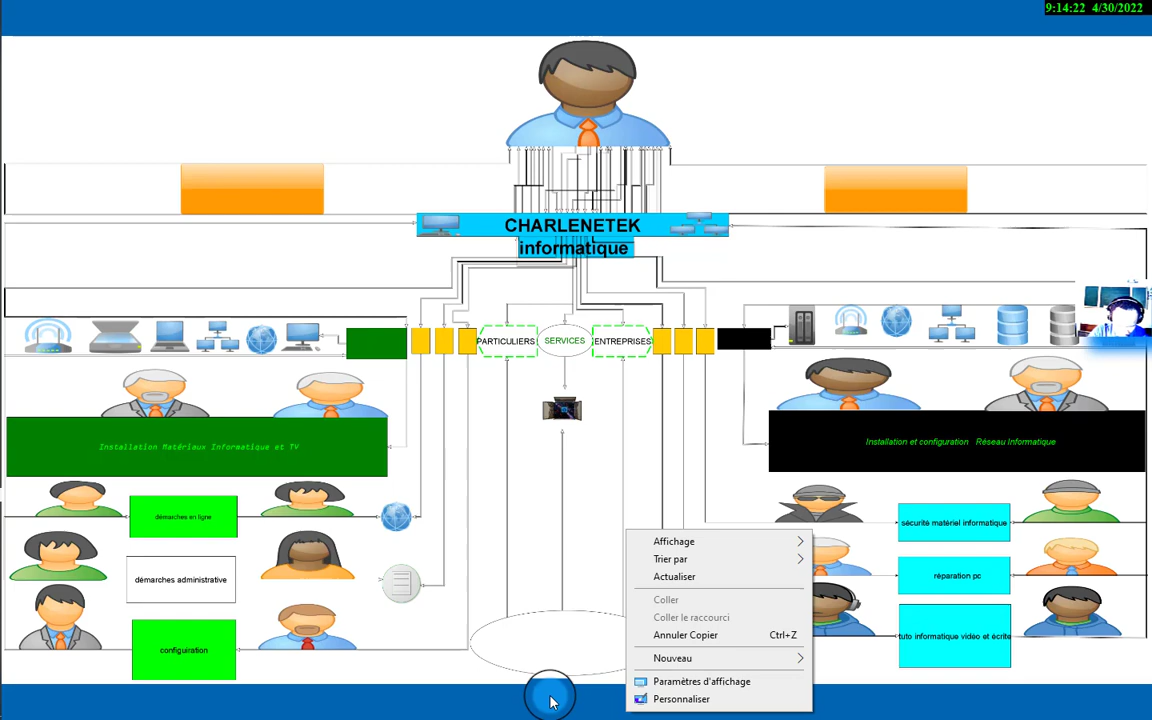 9:14:22 4/30/2022
CHARLENETEK
informatique
PARTICULIERS
SERVICES
ENTREPRISES
Installation Matériaux Informatique et TV
Installation et configuration Réseau Informatique
démarches en ligne
démarches administrative
configuiration
sécurité matériel informatique
réparation pc
tuto informatique vidéo et écrite
Affichage
Trier par
Actualiser
Coller
Coller le raccourci
Annuler Copier Ctrl+Z
Nouveau
Paramètres d'affichage
Personnaliser